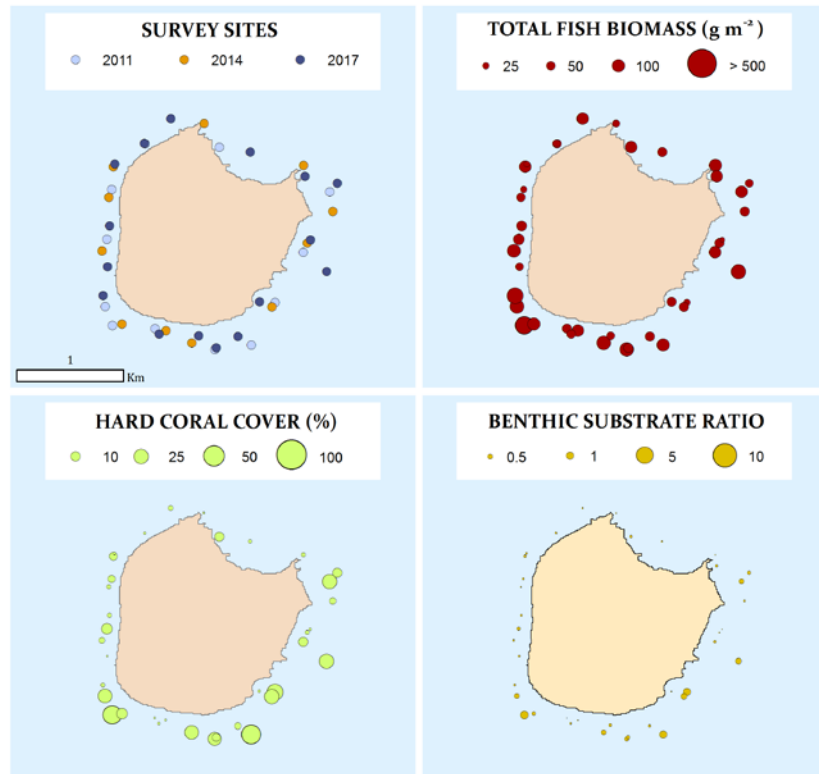 SURVEY SITES
2011 2014 2017
1
Km
TOTAL FISH BIOMASS (g m⁻²)
25 50 100 > 500
HARD CORAL COVER (%)
10 25 50 100
BENTHIC SUBSTRATE RATIO
0.5 1 5 10